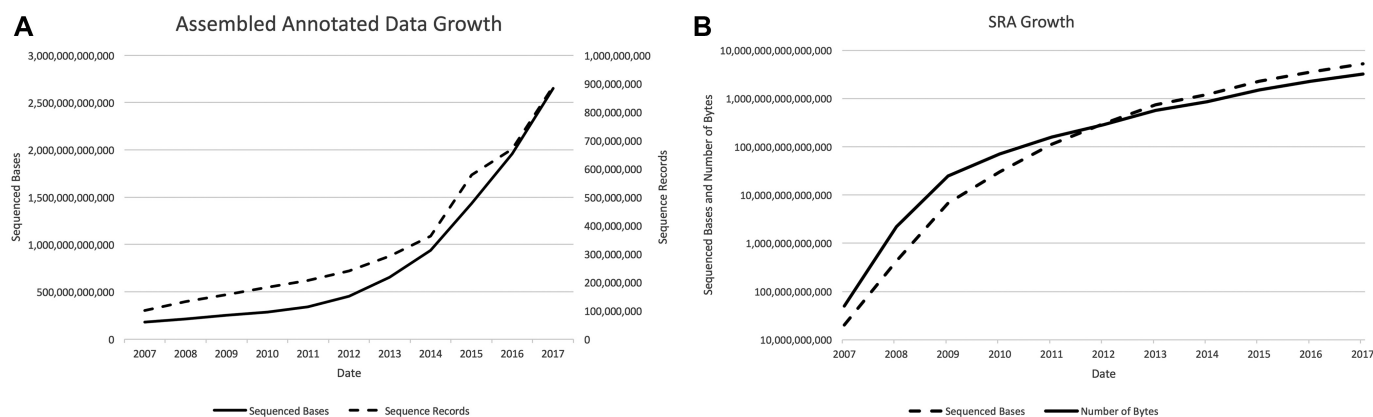 A
Assembled Annotated Data Growth
3,000,000,000,000
2,500,000,000,000
2,000,000,000,000
1,500,000,000,000
1,000,000,000,000
500,000,000,000
0
Sequenced Bases
1,000,000,000
900,000,000
800,000,000
700,000,000
600,000,000
500,000,000
400,000,000
300,000,000
200,000,000
100,000,000
0
Sequence Records
2007 2008 2009 2010 2011 2012 2013 2014 2015 2016 2017
Date
Sequenced Bases Sequence Records
B
SRA Growth
10,000,000,000,000,000
1,000,000,000,000,000
100,000,000,000,000
10,000,000,000,000
1,000,000,000,000
100,000,000,000
10,000,000,000
Sequenced Bases and Number of Bytes
2007 2008 2009 2010 2011 2012 2013 2014 2015 2016 2017
Date
Sequenced Bases Number of Bytes